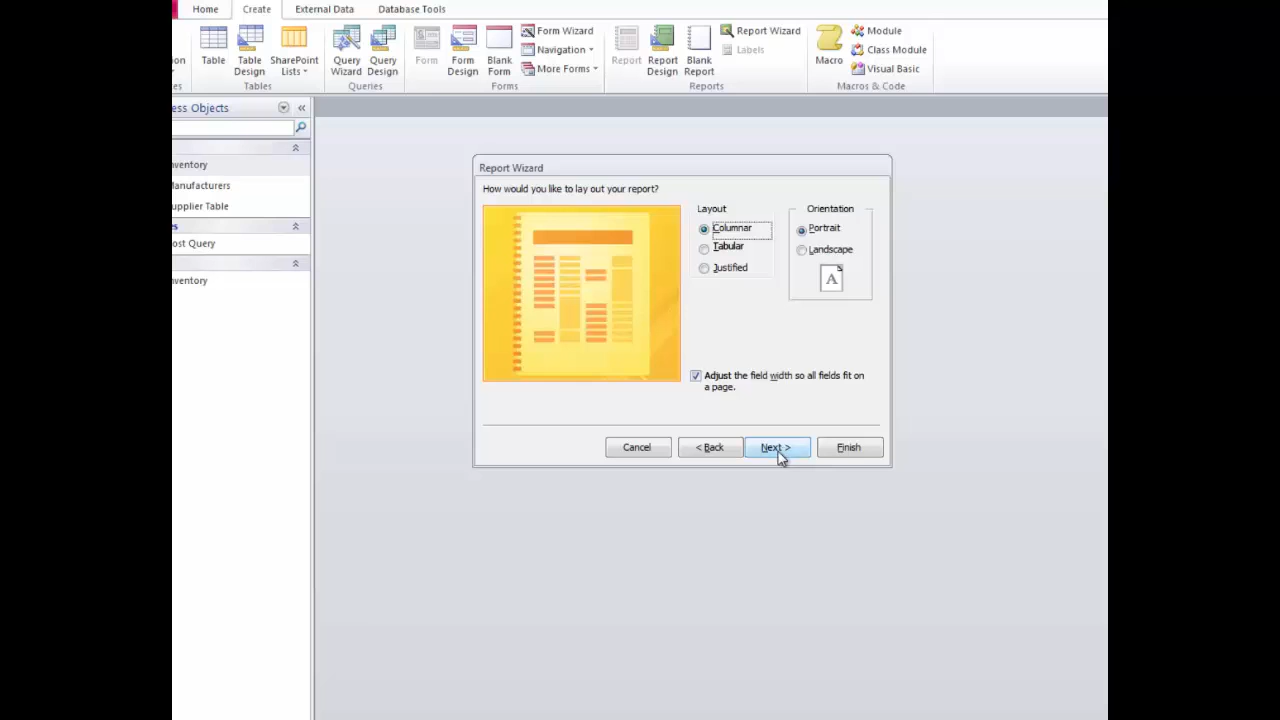 Home Create External Data Database Tools
Table Table Design SharePoint Lists Query Wizard Query Design Form Form Design Blank Form Form Wizard Navigation More Forms Report Report Design Blank Report Report Wizard Labels Macro Module Class Module Visual Basic
Tables Queries Forms Reports Macros & Code
ess Objects
ventory
anufacturers
upplier Table
s
ost Query
ventory
Report Wizard
How would you like to lay out your report?
Layout
Columnar
Tabular
Justified
Orientation
Portrait
Landscape
A
Adjust the field width so all fields fit on
a page.
Cancel < Back Next > Finish